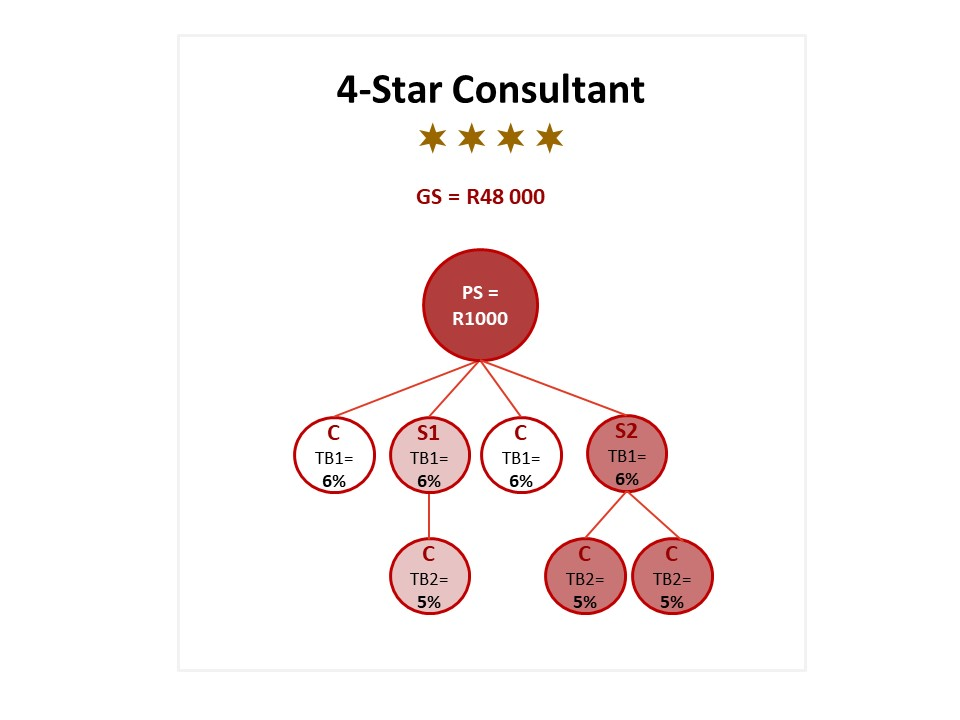 4-Star Consultant
GS = R48 000
PS =
R1000
C
TB1=
6%
S1
TB1=
6%
C
TB1=
6%
S2
TB1=
6%
C
TB2=
5%
C
TB2=
5%
C
TB2=
5%